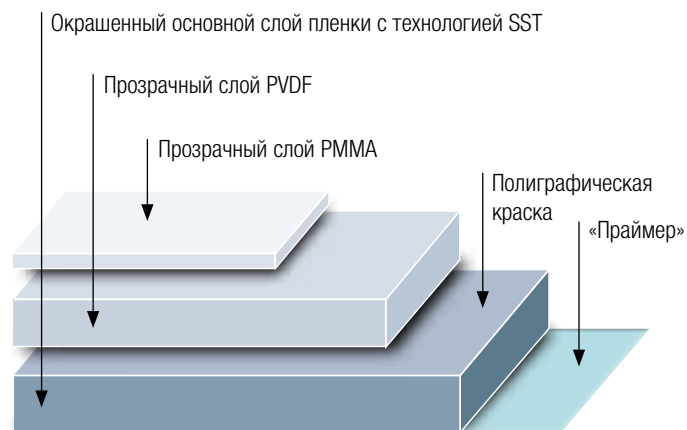 Окрашенный основной слой пленки с технологией SST
Прозрачный слой PVDF
Прозрачный слой PMMA
Полиграфическая
краска
«Праймер»